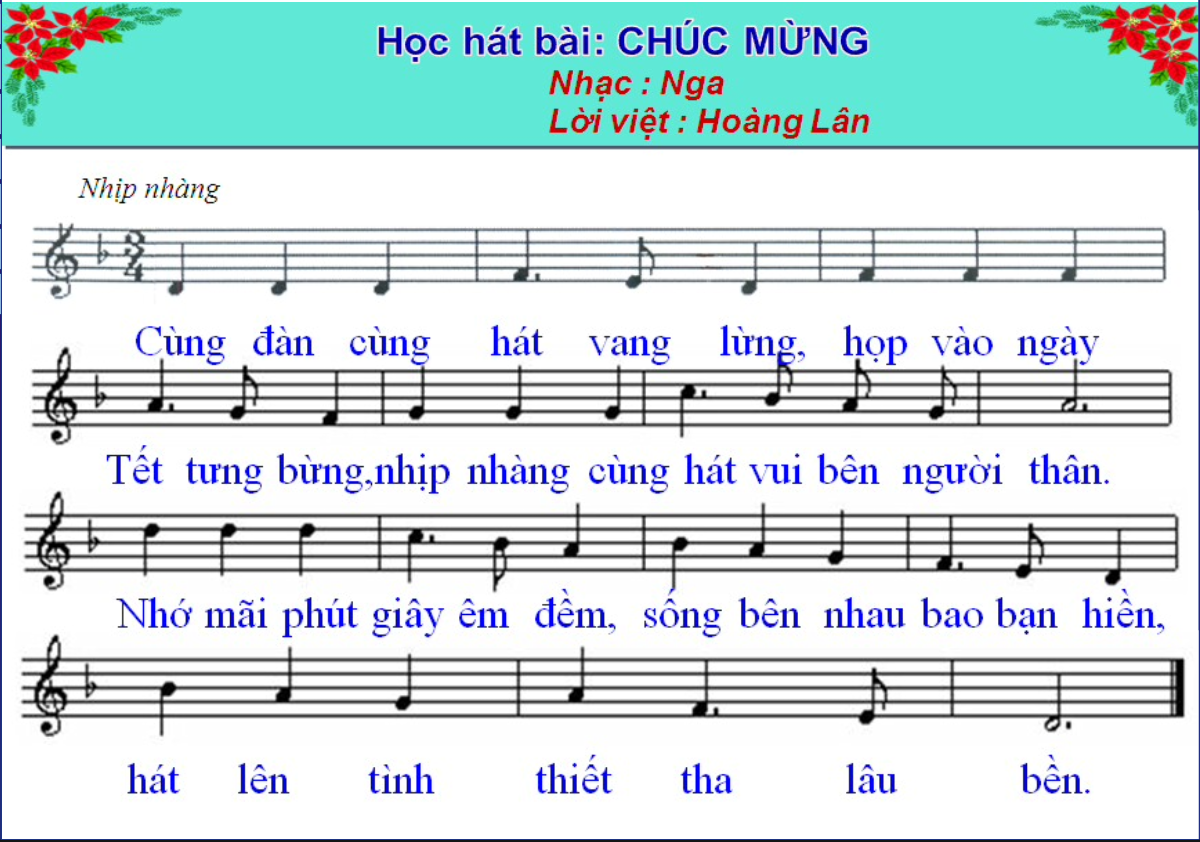 Học hát bài: CHÚC MỪNG
Nhạc : Nga
Lời việt : Hoàng Lân
Nhịp nhàng
3
4
Cùng đàn cùng hát vang lừng, họp vào ngày
Tết tưng bừng,nhịp nhàng cùng hát vui bên người thân.
Nhớ mãi phút giây êm đềm, sống bên nhau bao bạn hiền,
hát lên tình thiết tha lâu bền.